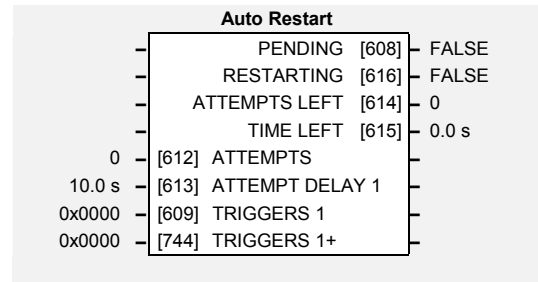 Auto Restart
PENDING [608] FALSE
RESTARTING [616] FALSE
ATTEMPTS LEFT [614] 0
TIME LEFT [615] 0.0 s
0 [612] ATTEMPTS
10.0 s [613] ATTEMPT DELAY 1
0x0000 [609] TRIGGERS 1
0x0000 [744] TRIGGERS 1+